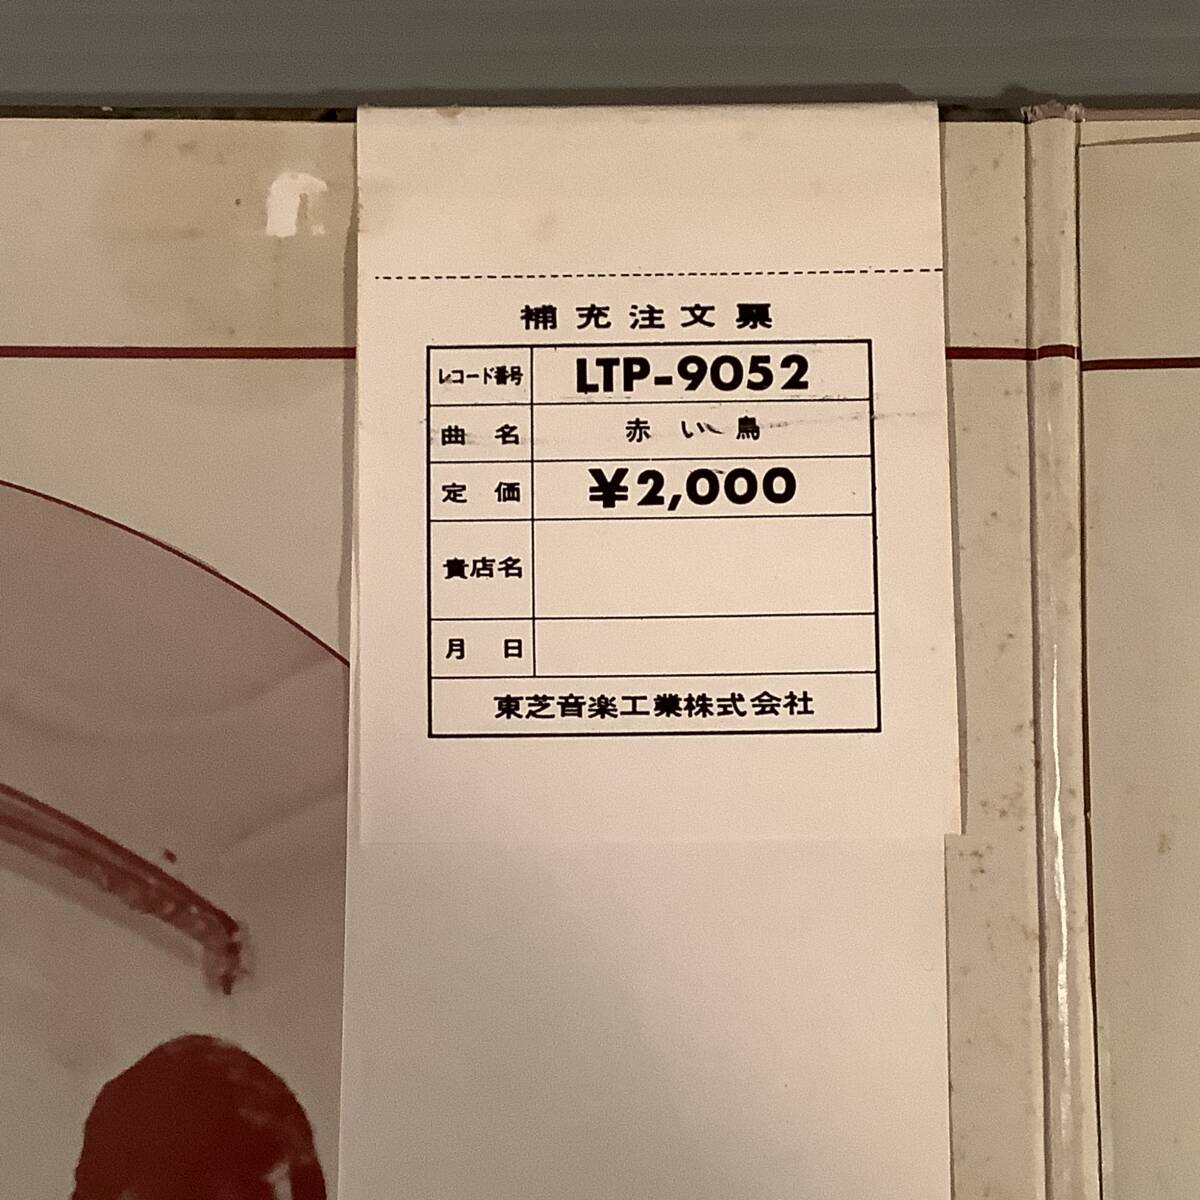 補充注文票
レコード番号 LTP-9052
曲名 赤い鳥
定価 ¥2,000
貴店名
月日
東芝音楽工業株式会社